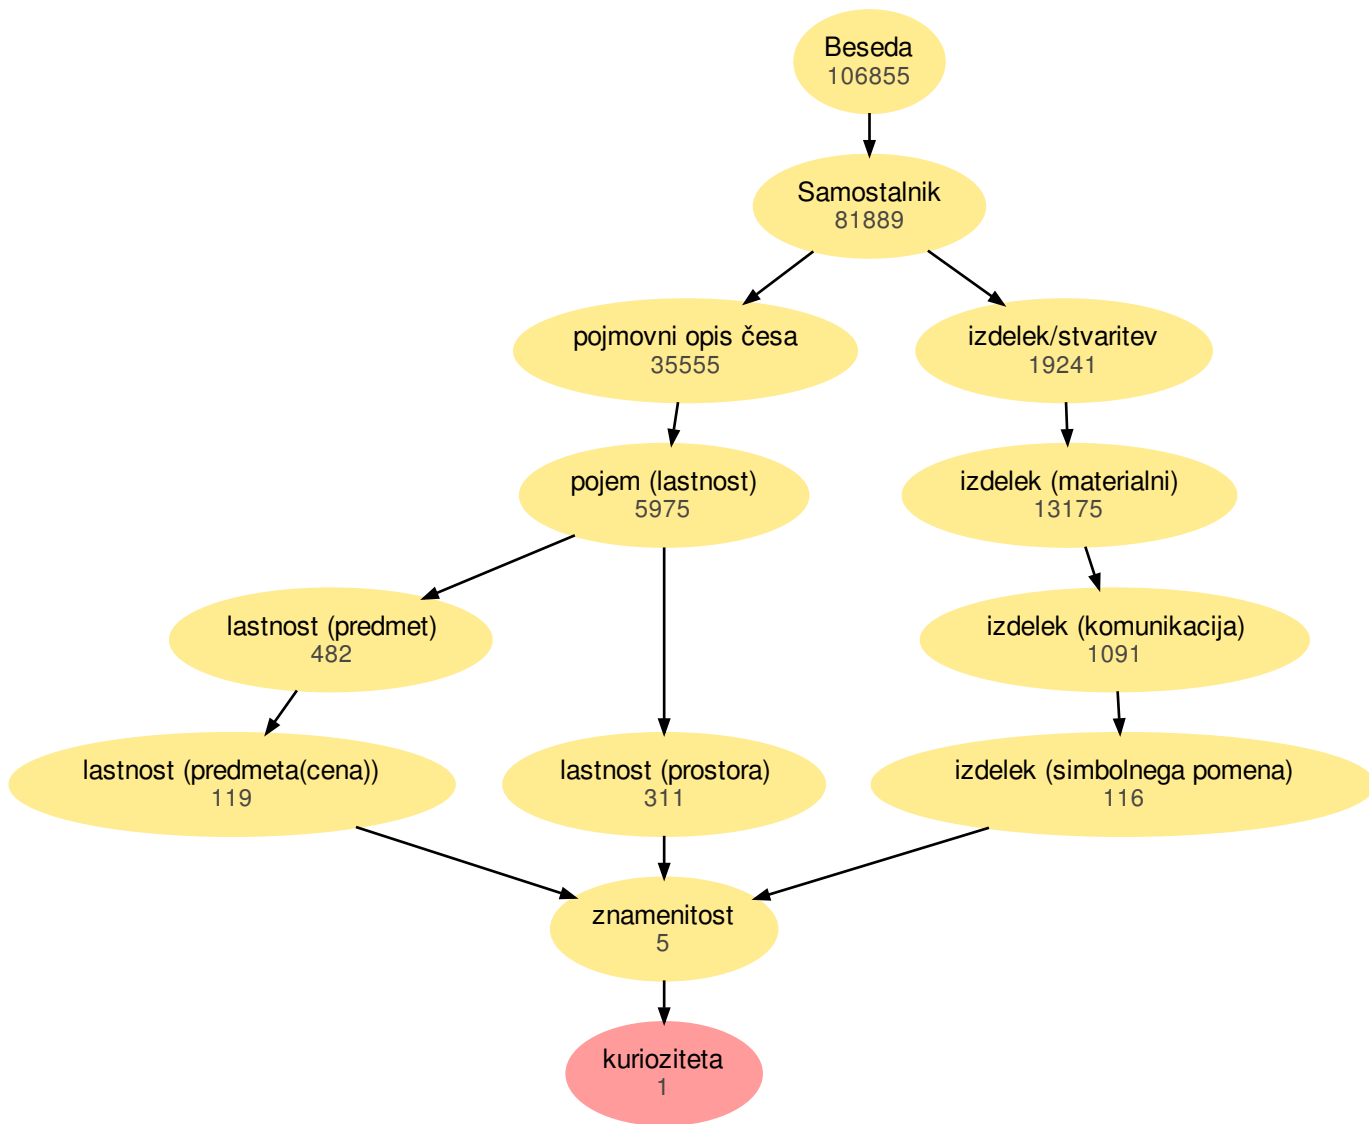 Beseda
106855
Samostalnik
81889
pojmovni opis česa
35555
izdelek/stvaritev
19241
pojem (lastnost)
5975
izdelek (materialni)
13175
lastnost (predmet)
482
izdelek (komunikacija)
1091
lastnost (predmeta(cena))
119
lastnost (prostora)
311
izdelek (simbolnega pomena)
116
znamenitost
5
kurioziteta
1